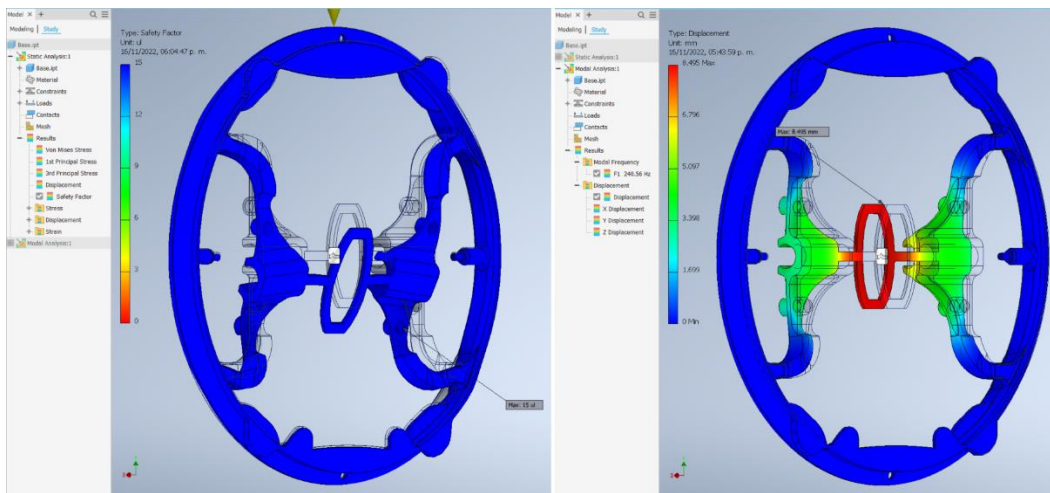 Model × +
Modeling | Study
Base.ipt
Static Analysis:1
Base.ipt
Material
Constraints
Loads
Contacts
Mesh
Results
Von Mises Stress
1st Principal Stress
3rd Principal Stress
Displacement
Safety Factor
Stress
Displacement
Strain
Modal Analysis:1
Type: Safety Factor
Unit: ul
15/11/2022, 06:04:47 p. m.
15
12
9
6
3
0
Max: 15 ul
Model × +
Modeling | Study
Base.ipt
Static Analysis:1
Modal Analysis:1
Base.ipt
Material
Constraints
Loads
Contacts
Mesh
Results
Modal Frequency
F1 248.56 Hz
Displacement
Displacement
X Displacement
Y Displacement
Z Displacement
Type: Displacement
Unit: mm
15/11/2022, 05:43:59 p. m.
8.495 Max
6.796
5.097
3.398
1.699
0 Min
Max: 8.495 mm